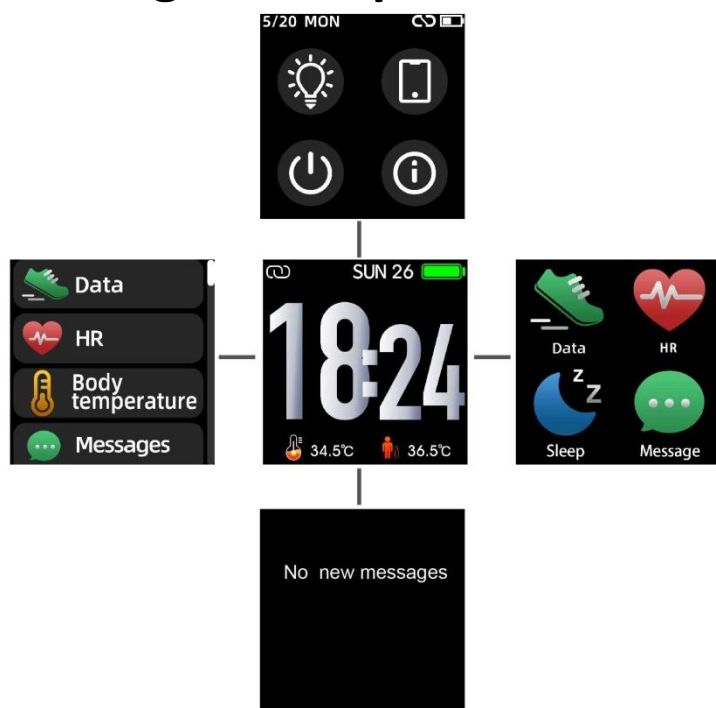 5/20 MON
Data
HR
Body
temperature
Messages
SUN 26
18:24
34.5℃
36.5℃
Data
HR
Sleep
Message
No new messages